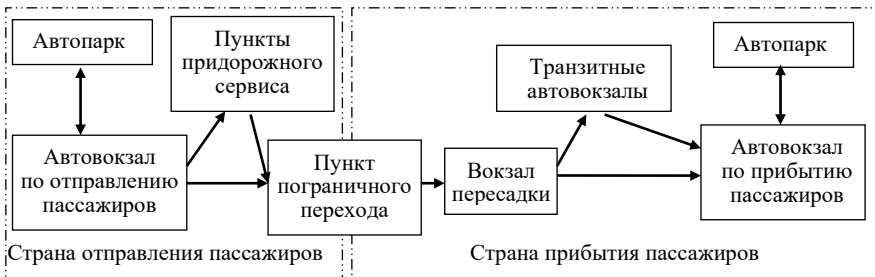 Автопарк
Пункты
придорожного
сервиса
Автовокзал
по отправлению
пассажиров
Пункт
пограничного
перехода
Страна отправления пассажиров
Вокзал
пересадки
Транзитные
автовокзалы
Автопарк
Автовокзал
по прибытию
пассажиров
Страна прибытия пассажиров